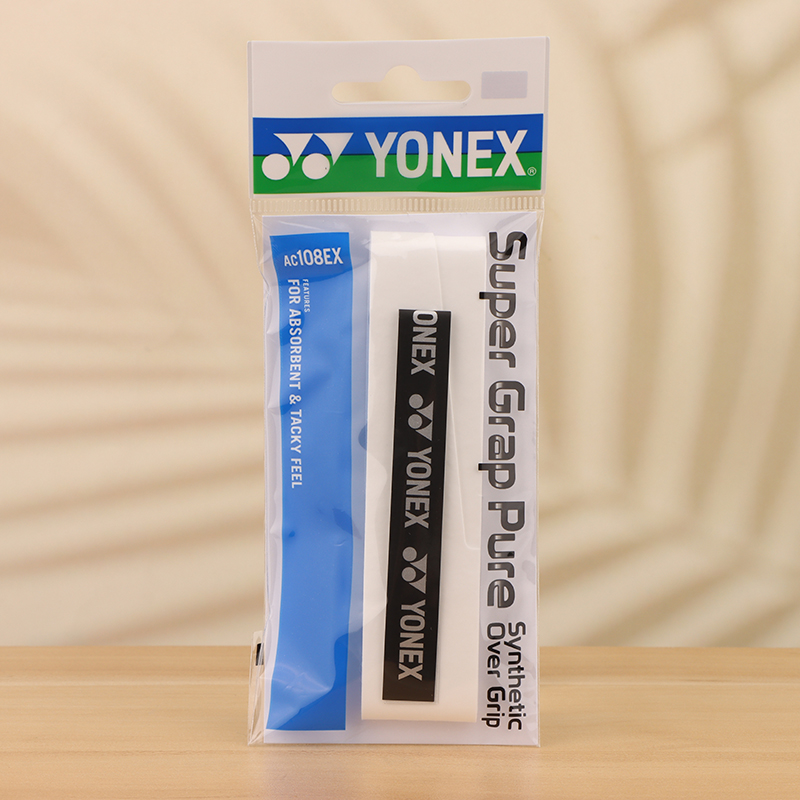 YONEX®
AC108EX
FEATURES
FOR ABSORBENT & TACKY FEEL
YONEX
YONEX
YONEX
Super Grap Pure
Synthetic
Over Grip